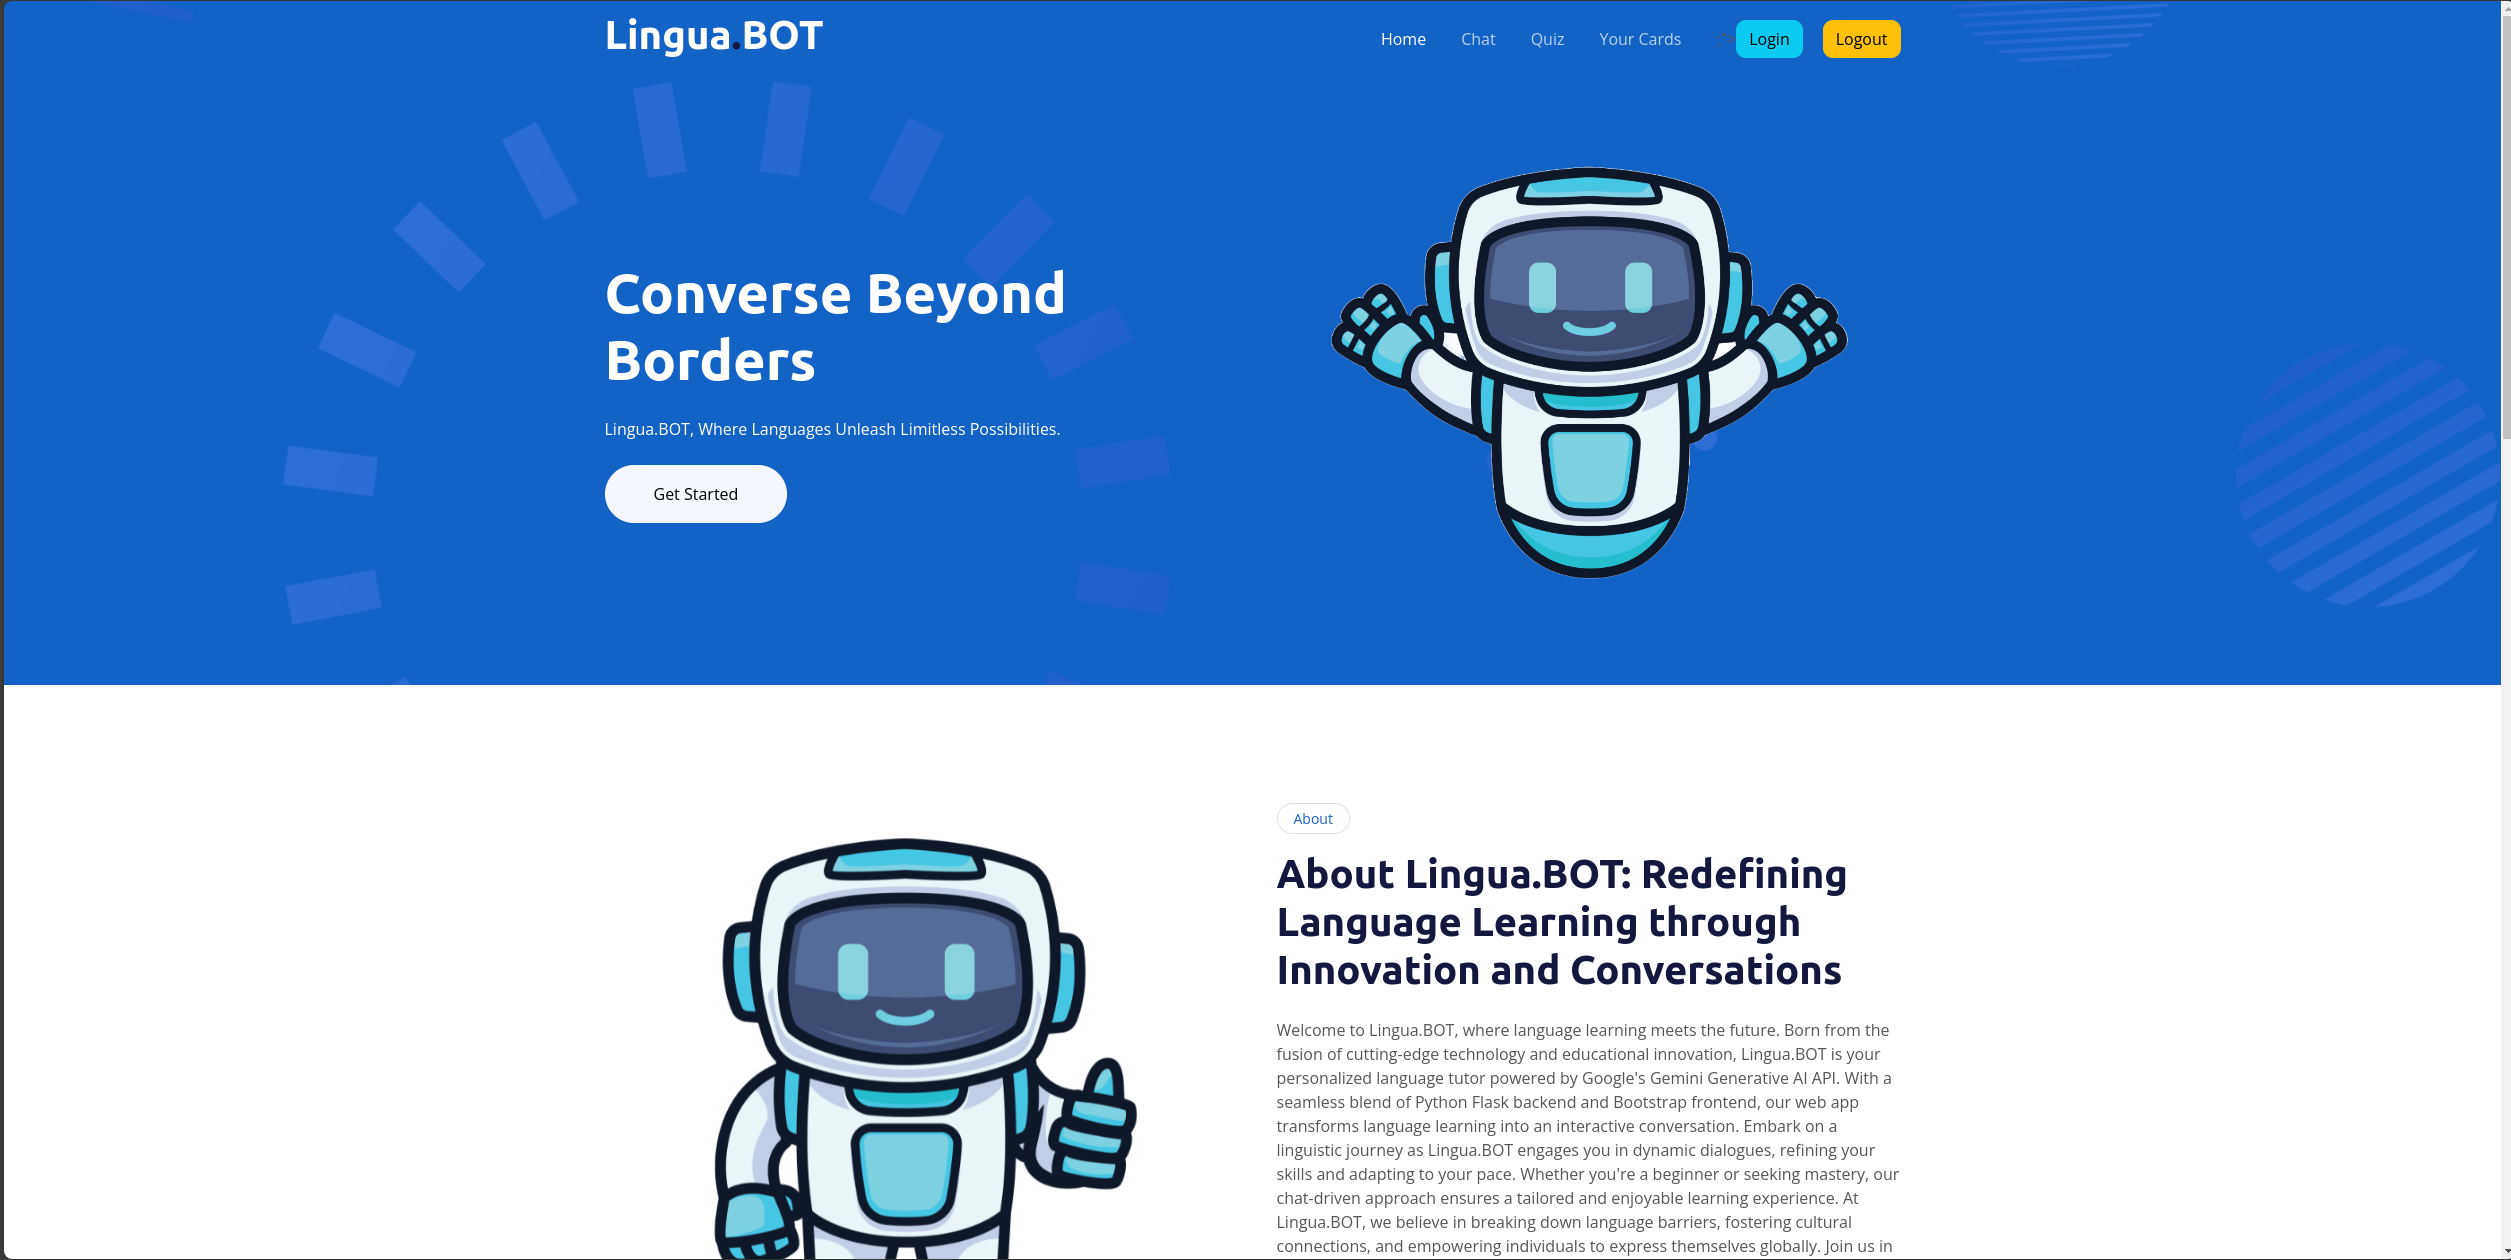 Lingua.BOT
Home Chat Quiz Your Cards Login Logout
Converse Beyond
Borders
Lingua.BOT, Where Languages Unleash Limitless Possibilities.
Get Started
About
About Lingua.BOT: Redefining
Language Learning through
Innovation and Conversations
Welcome to Lingua.BOT, where language learning meets the future. Born from the
fusion of cutting-edge technology and educational innovation, Lingua.BOT is your
personalized language tutor powered by Google's Gemini Generative AI API. With a
seamless blend of Python Flask backend and Bootstrap frontend, our web app
transforms language learning into an interactive conversation. Embark on a
linguistic journey as Lingua.BOT engages you in dynamic dialogues, refining your
skills and adapting to your pace. Whether you're a beginner or seeking mastery, our
chat-driven approach ensures a tailored and enjoyable learning experience. At
Lingua.BOT, we believe in breaking down language barriers, fostering cultural
connections, and empowering individuals to express themselves globally. Join us in